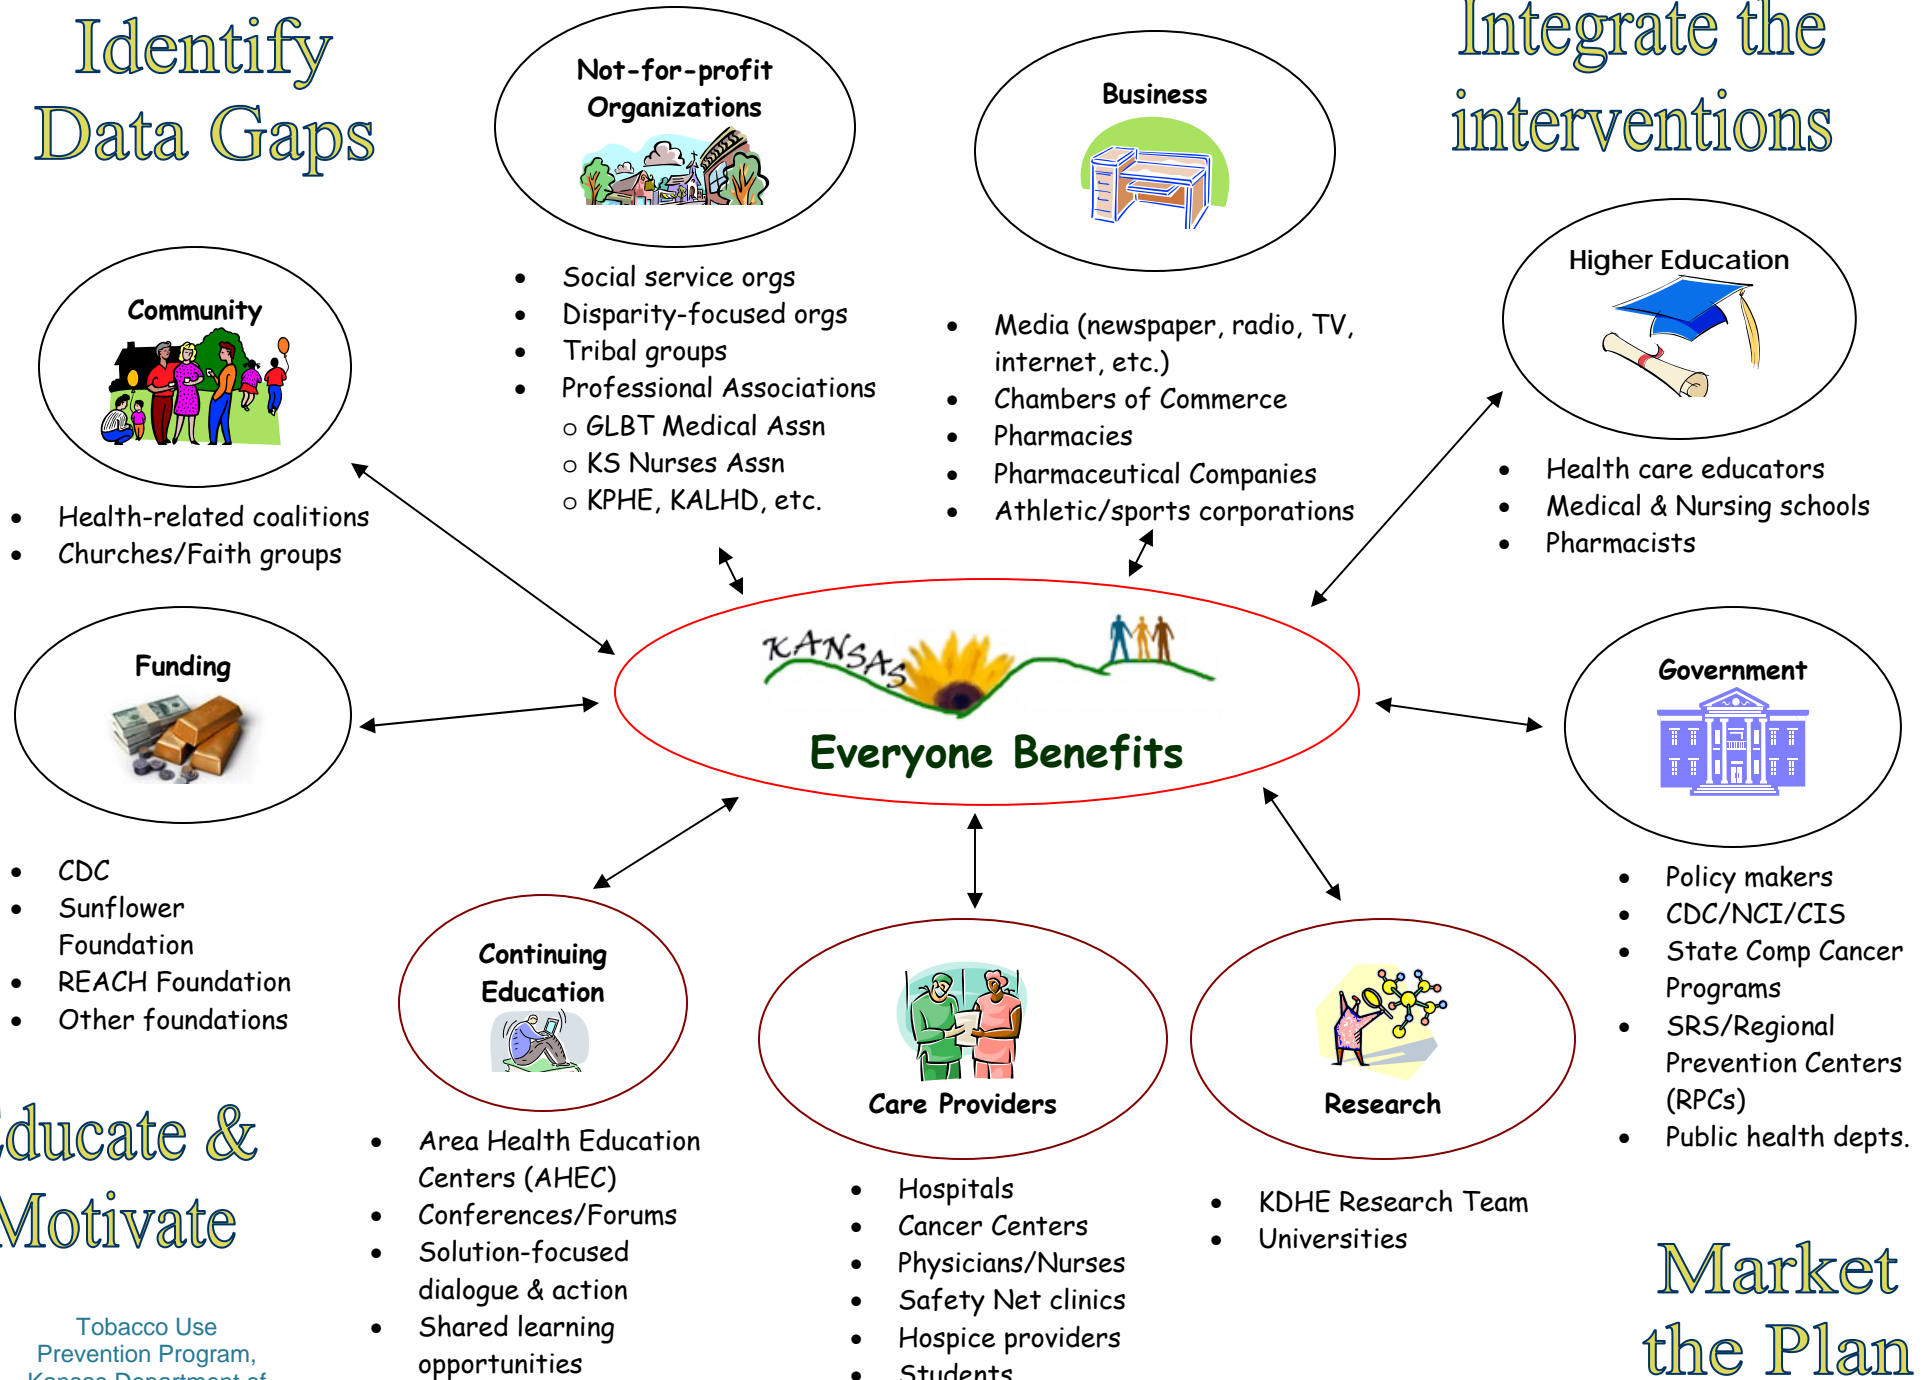 Identify
Data Gaps
Integrate the
interventions
Not-for-profit
Organizations
• Social service orgs
• Disparity-focused orgs
• Tribal groups
• Professional Associations
o GLBT Medical Assn
o KS Nurses Assn
o KPHE, KALHD, etc.
Business
• Media (newspaper, radio, TV,
internet, etc.)
• Chambers of Commerce
• Pharmacies
• Pharmaceutical Companies
• Athletic/sports corporations
Higher Education
• Health care educators
• Medical & Nursing schools
• Pharmacists
Community
• Health-related coalitions
• Churches/Faith groups
Funding
• CDC
• Sunflower
Foundation
• REACH Foundation
• Other foundations
KANSAS
Everyone Benefits
Government
• Policy makers
• CDC/NCI/CIS
• State Comp Cancer
Programs
• SRS/Regional
Prevention Centers
(RPCs)
• Public health depts.
Continuing
Education
• Area Health Education
Centers (AHEC)
• Conferences/Forums
• Solution-focused
dialogue & action
• Shared learning
opportunities
Care Providers
• Hospitals
• Cancer Centers
• Physicians/Nurses
• Safety Net clinics
• Hospice providers
• Students
Research
• KDHE Research Team
• Universities
Educate &
Motivate
Market
the Plan
Tobacco Use
Prevention Program,
Kansas Department of